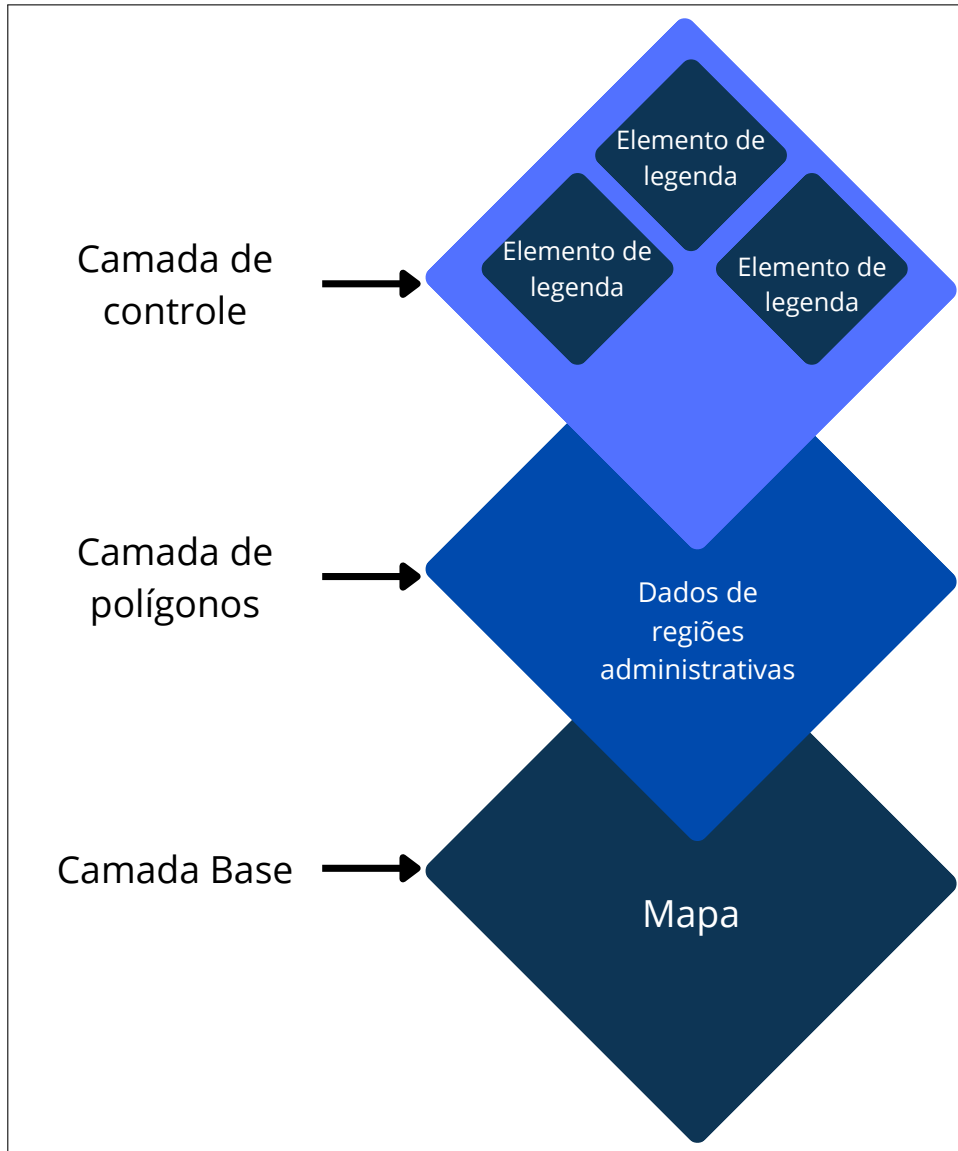 Elemento de
legenda
Elemento de
legenda
Elemento de
legenda
Camada de
controle
Camada de
polígonos
Dados de
regiões
administrativas
Camada Base
Mapa